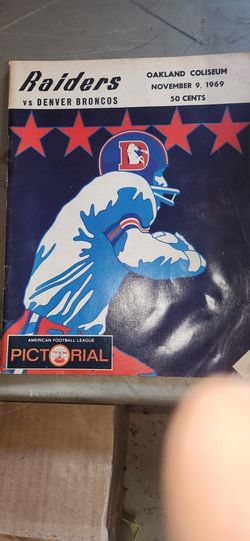 Raiders
vs DENVER BRONCOS
OAKLAND COLISEUM
NOVEMBER 9, 1969
50 CENTS
D
AMERICAN FOOTBALL LEAGUE
PICTORIAL